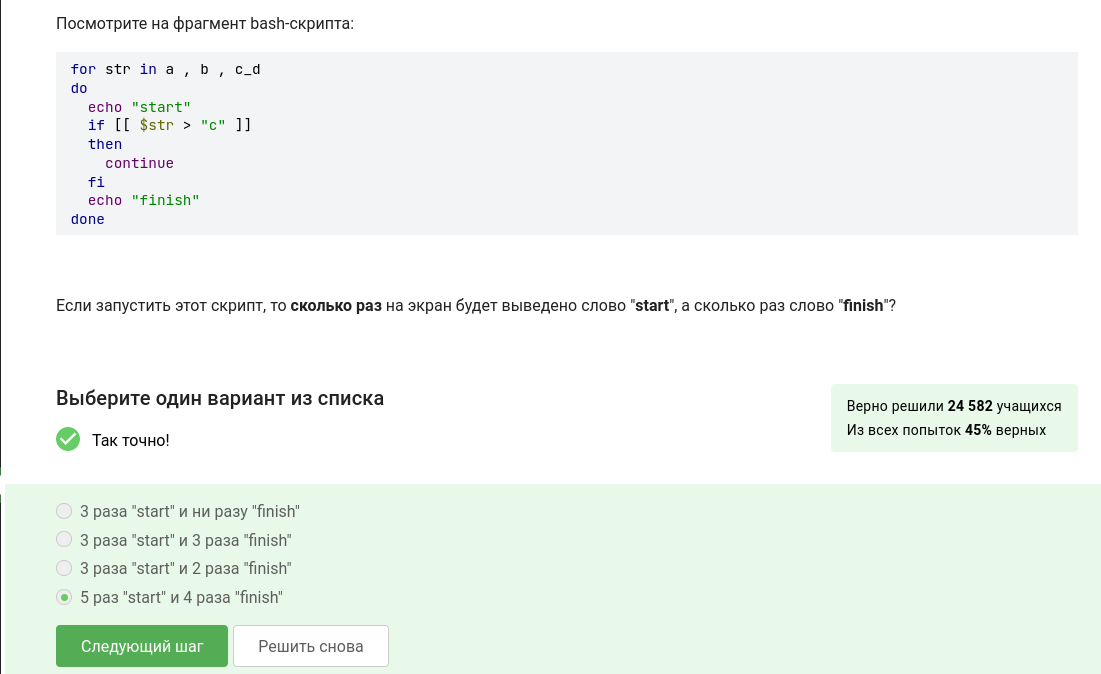 Посмотрите на фрагмент bash-скрипта:
for str in a , b , c_d
do
  echo "start"
  if [[ $str > "c" ]]
  then
    continue
  fi
  echo "finish"
done
Если запустить этот скрипт, то сколько раз на экран будет выведено слово "start", а сколько раз слово "finish"?
Выберите один вариант из списка
Так точно!
Верно решили 24 582 учащихся
Из всех попыток 45% верных
3 раза "start" и ни разу "finish"
3 раза "start" и 3 раза "finish"
3 раза "start" и 2 раза "finish"
5 раз "start" и 4 раза "finish"
Следующий шаг
Решить снова